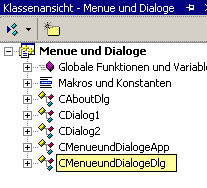 Klassenansicht - Menue und Dialoge
Menue und Dialoge
Globale Funktionen und Variable
Makros und Konstanten
CAboutDlg
CDialog1
CDialog2
CMenueundDialogeApp
CMenueundDialogeDlg